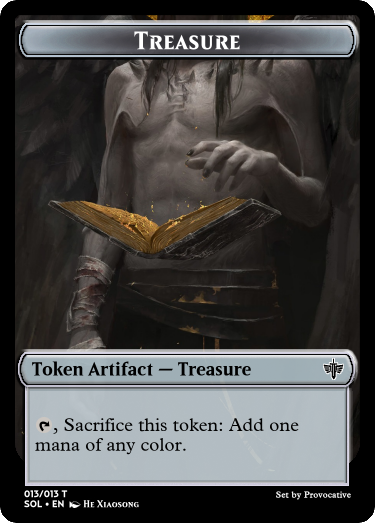 Treasure
Token Artifact — Treasure
, Sacrifice this token: Add one
mana of any color.
013/013 T
SOL • EN He Xiaosong
Set by Provocative